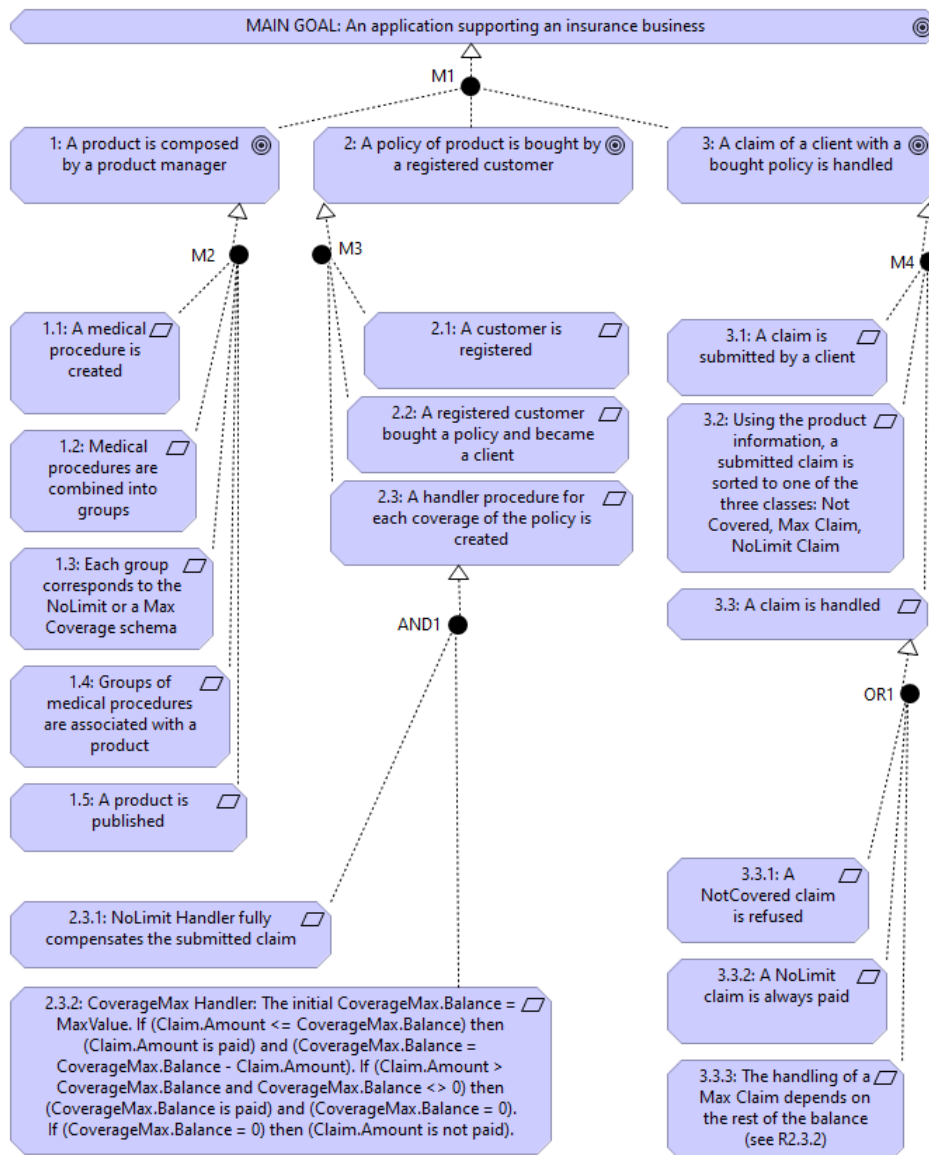 MAIN GOAL: An application supporting an insurance business
M1
1: A product is composed
by a product manager
2: A policy of product is bought by
a registered customer
3: A claim of a client with a
bought policy is handled
M2
M3
M4
1.1: A medical
procedure is
created
1.2: Medical
procedures are
combined into
groups
1.3: Each group
corresponds to the
NoLimit or a Max
Coverage schema
1.4: Groups of
medical procedures
are associated with a
product
1.5: A product is
published
2.1: A customer is
registered
2.2: A registered customer
bought a policy and became
a client
2.3: A handler procedure for
each coverage of the policy is
created
AND1
2.3.1: NoLimit Handler fully
compensates the submitted claim
2.3.2: CoverageMax Handler: The initial CoverageMax.Balance =
MaxValue. If (Claim.Amount <= CoverageMax.Balance) then
(Claim.Amount is paid) and (CoverageMax.Balance =
CoverageMax.Balance - Claim.Amount). If (Claim.Amount >
CoverageMax.Balance and CoverageMax.Balance <> 0) then
(CoverageMax.Balance is paid) and (CoverageMax.Balance = 0).
If (CoverageMax.Balance = 0) then (Claim.Amount is not paid).
3.1: A claim is
submitted by a client
3.2: Using the product
information, a
submitted claim is
sorted to one of the
three classes: Not
Covered, Max Claim,
NoLimit Claim
3.3: A claim is handled
OR1
3.3.1: A
NotCovered claim
is refused
3.3.2: A NoLimit
claim is always paid
3.3.3: The handling of a
Max Claim depends on
the rest of the balance
(see R2.3.2)